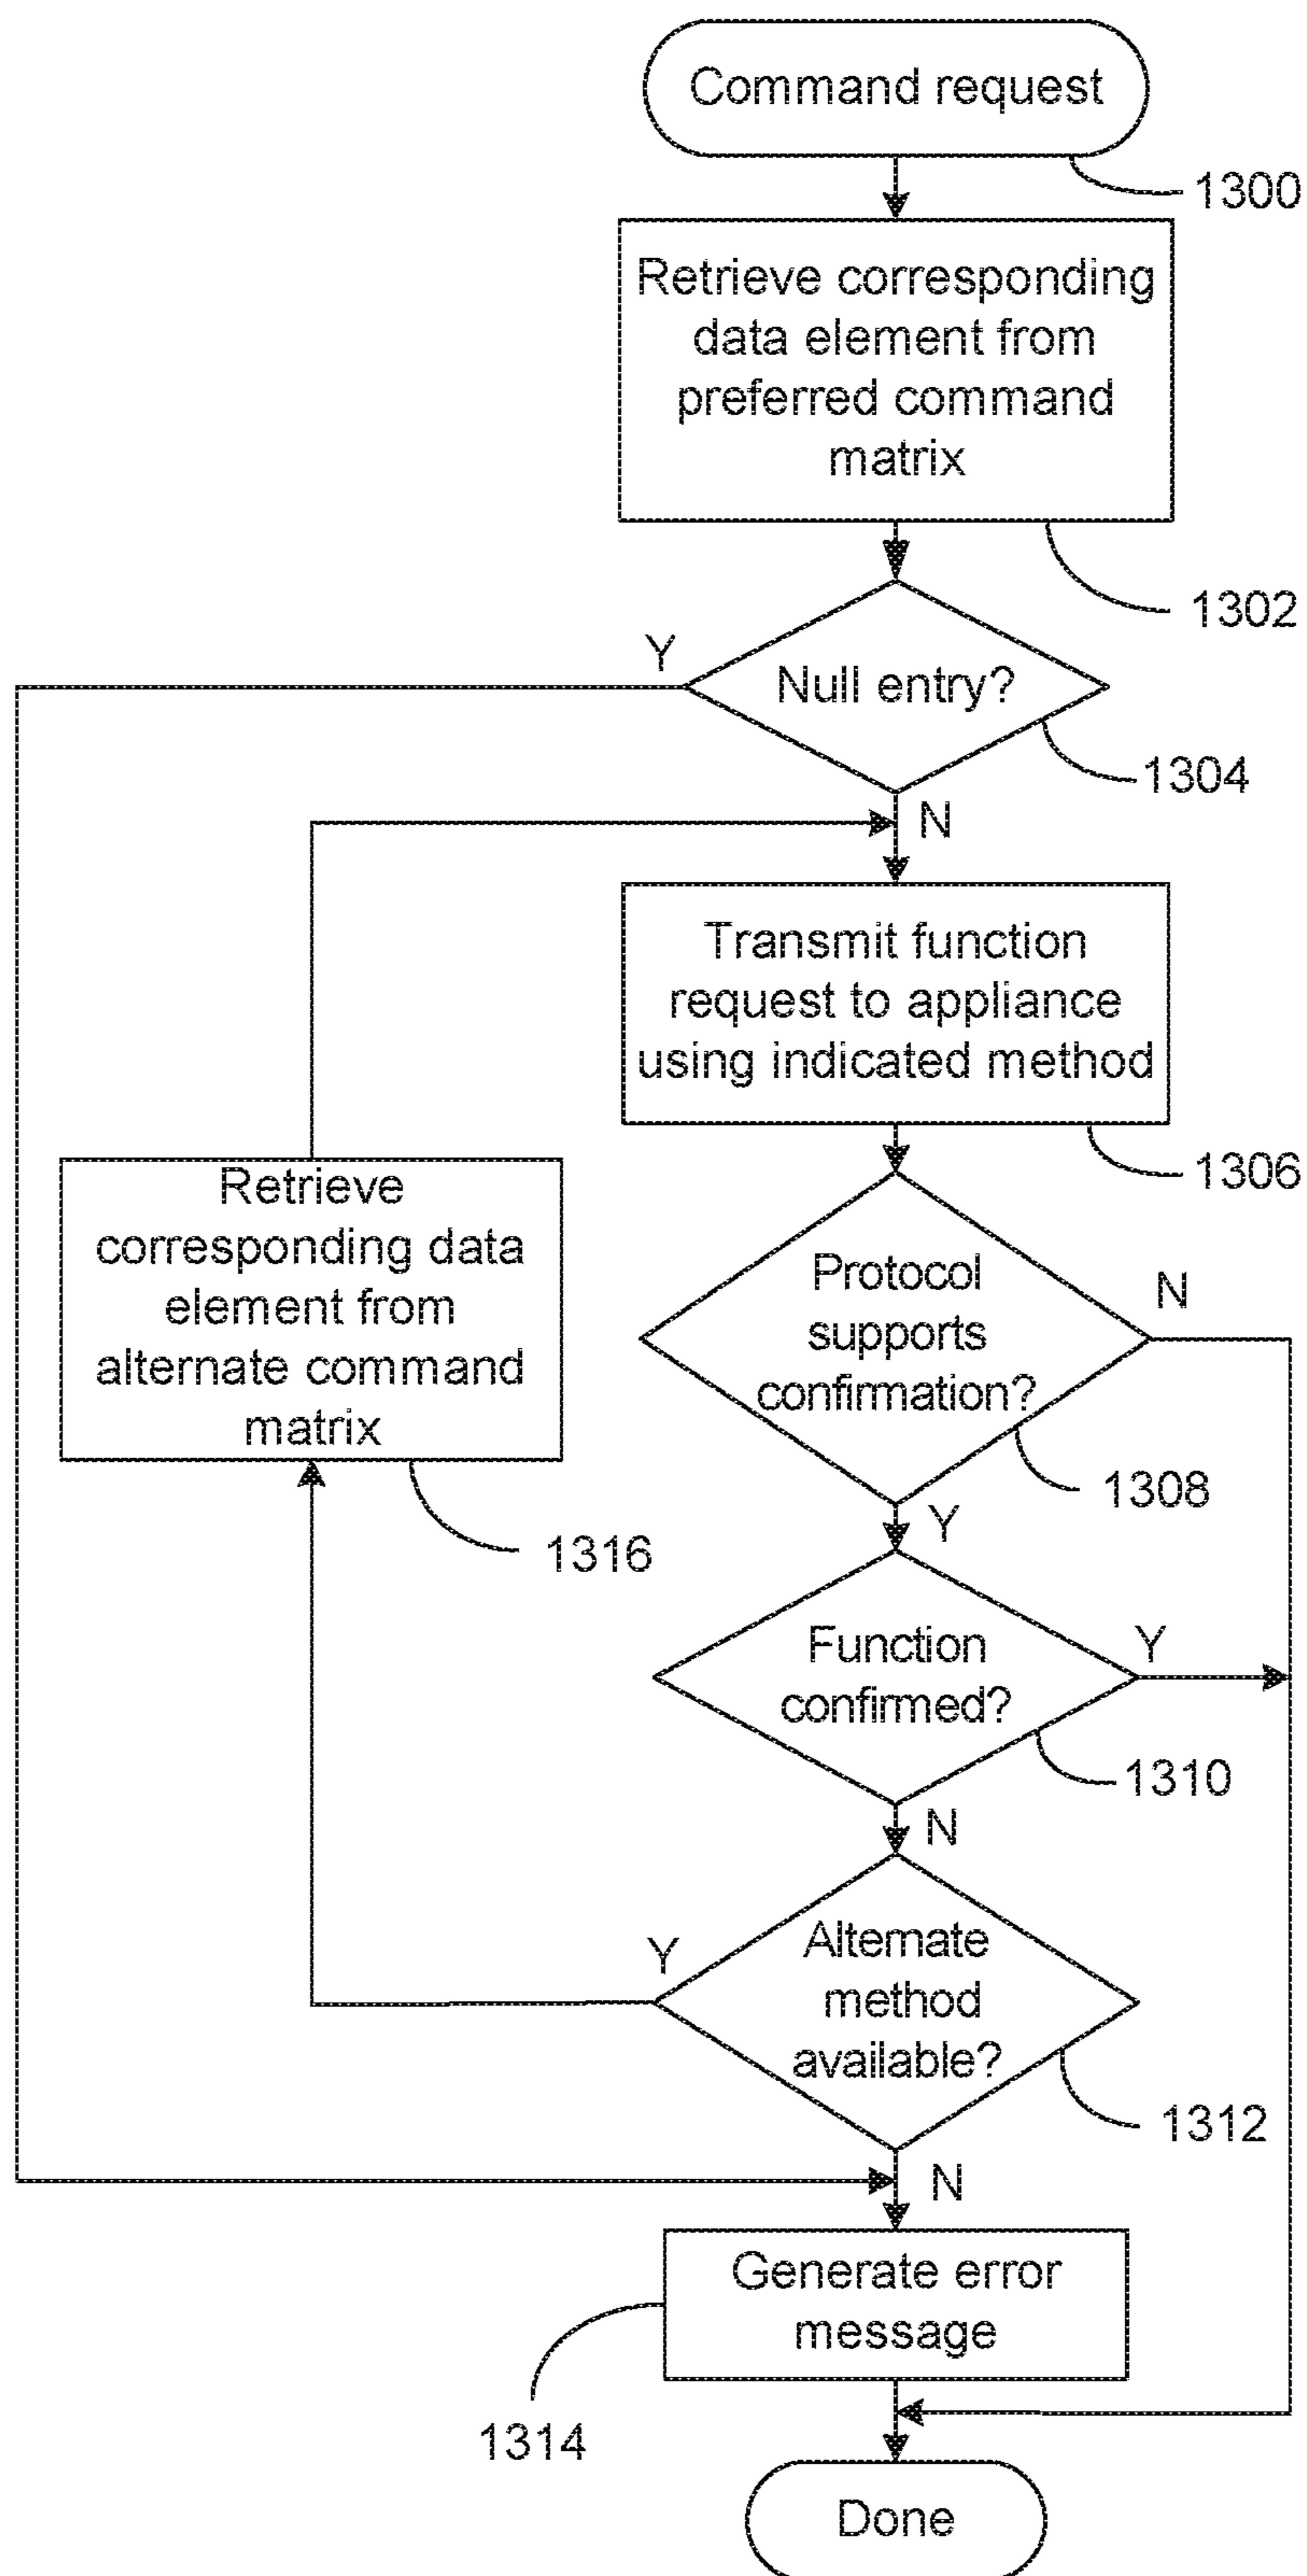 Command request
1300
Retrieve corresponding
data element from
preferred command
matrix
1302
Y
Null entry?
1304
N
Transmit function
request to appliance
using indicated method
1306
Retrieve
corresponding data
element from
alternate command
matrix
1316
Protocol
supports
confirmation?
N
1308
Y
Function
confirmed?
Y
1310
N
Alternate
method
available?
Y
1312
N
Generate error
message
1314
Done